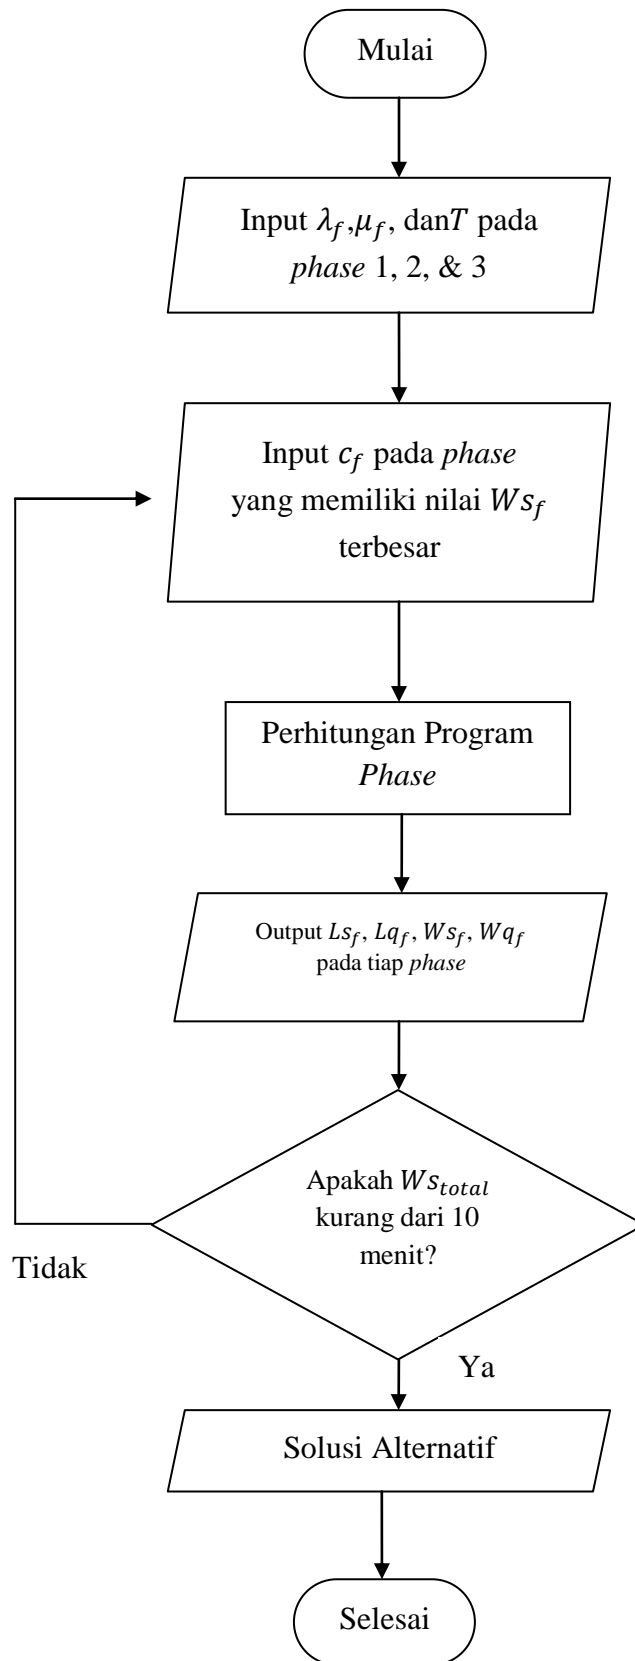 Mulai
Input λ_f,μ_f, danT pada
phase 1, 2, & 3
Input c_f pada phase
yang memiliki nilai Ws_f
terbesar
Perhitungan Program
Phase
Output Ls_f, Lq_f, Ws_f, Wq_f
pada tiap phase
Apakah Ws_total
kurang dari 10
menit?
Tidak
Ya
Solusi Alternatif
Selesai